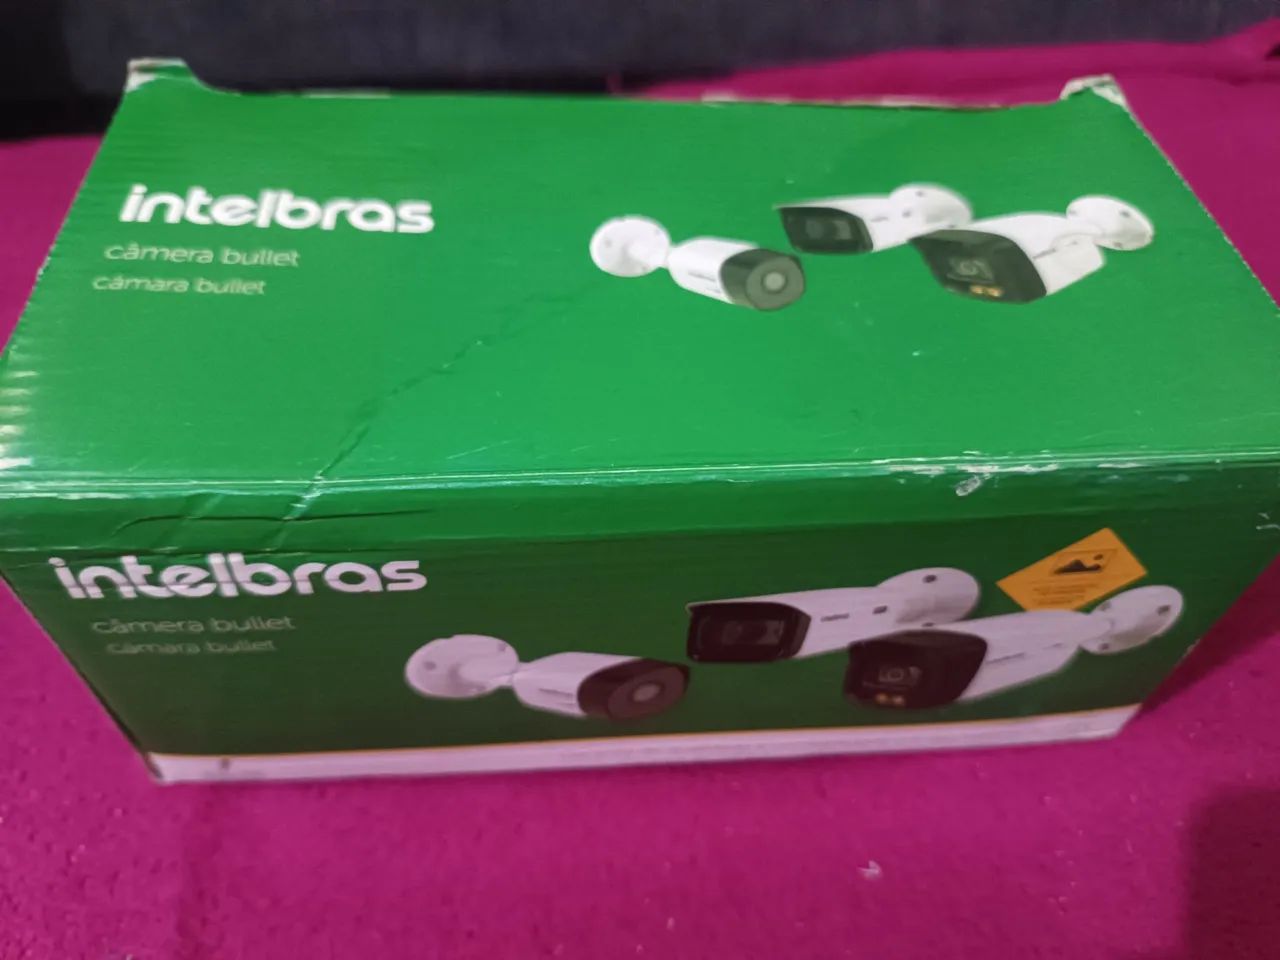 intelbras
câmera bullet
cámara bullet
intelbras
câmera bullet
cámara bullet